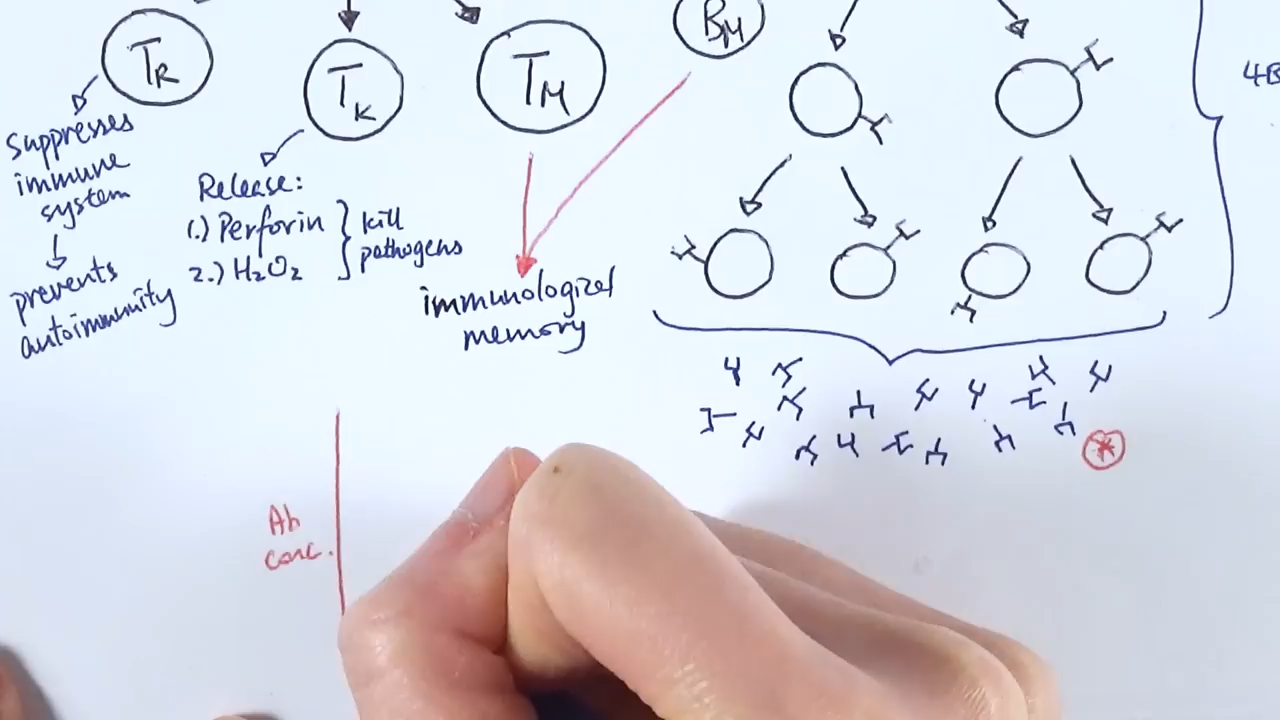 TR
TK
TM
BM
Suppresses
immune
system
prevents
autoimmunity
Release:
1.) Perforin
2.) H2O2
kill
pathogens
immunological
memory
Ab
conc.